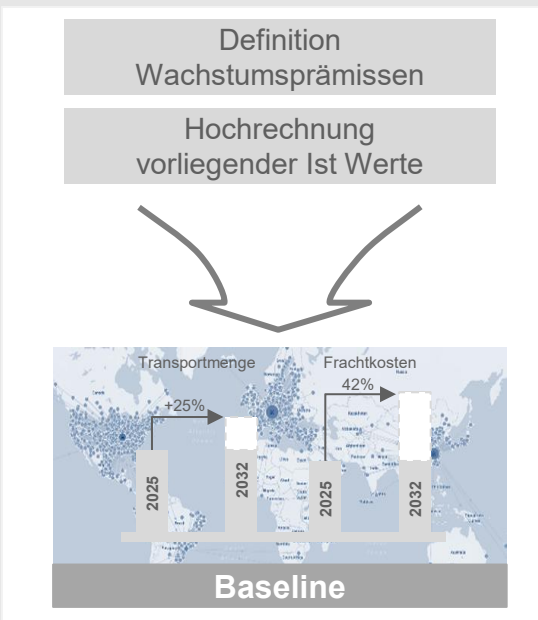 Definition
Wachstumsprämissen
Hochrechnung
vorliegender Ist Werte
Transportmenge
Frachtkosten
+25%
42%
2025
2032
2025
2032
Baseline